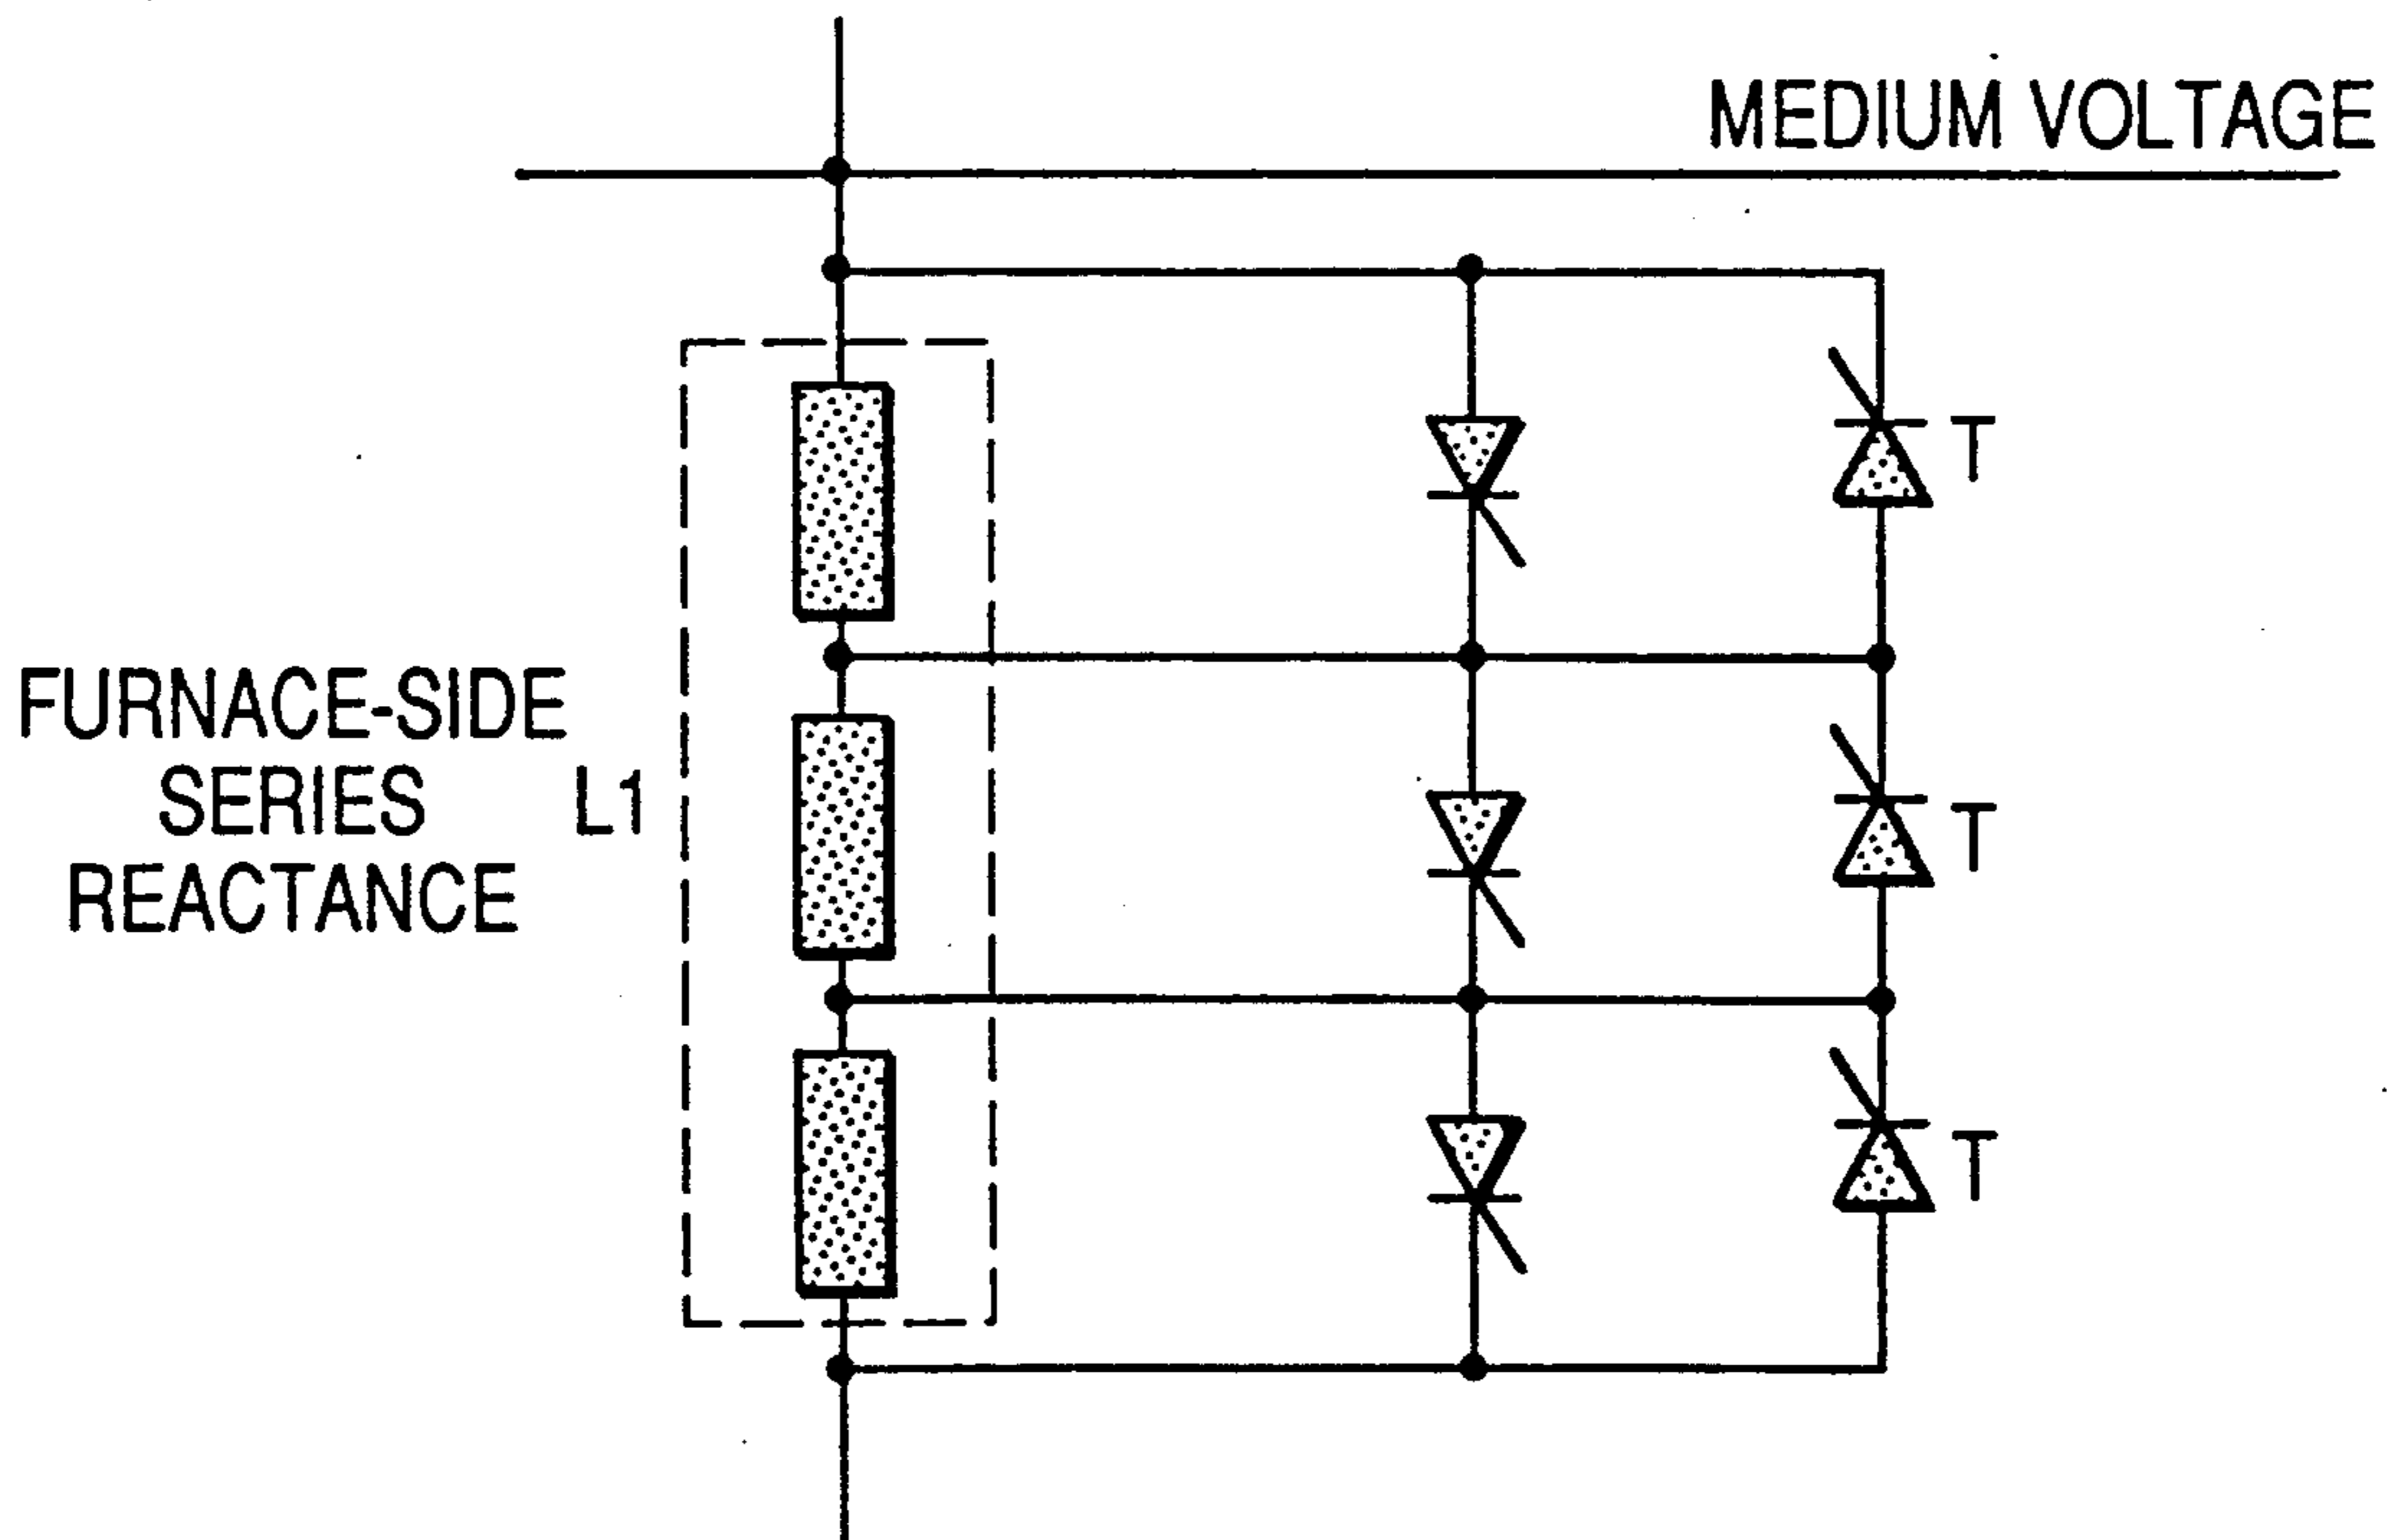 MEDIUM VOLTAGE
T
FURNACE-SIDE
SERIES L1
REACTANCE
T
T